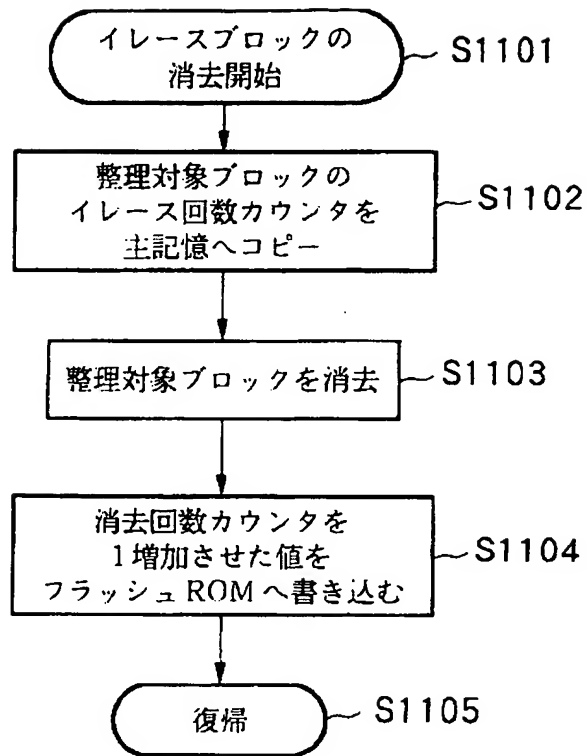 イレースブロックの
消去開始
S1101
整理対象ブロックの
イレース回数カウンタを
主記憶へコピー
S1102
整理対象ブロックを消去
S1103
消去回数カウンタを
1増加させた値を
フラッシュROMへ書き込む
S1104
復帰
S1105